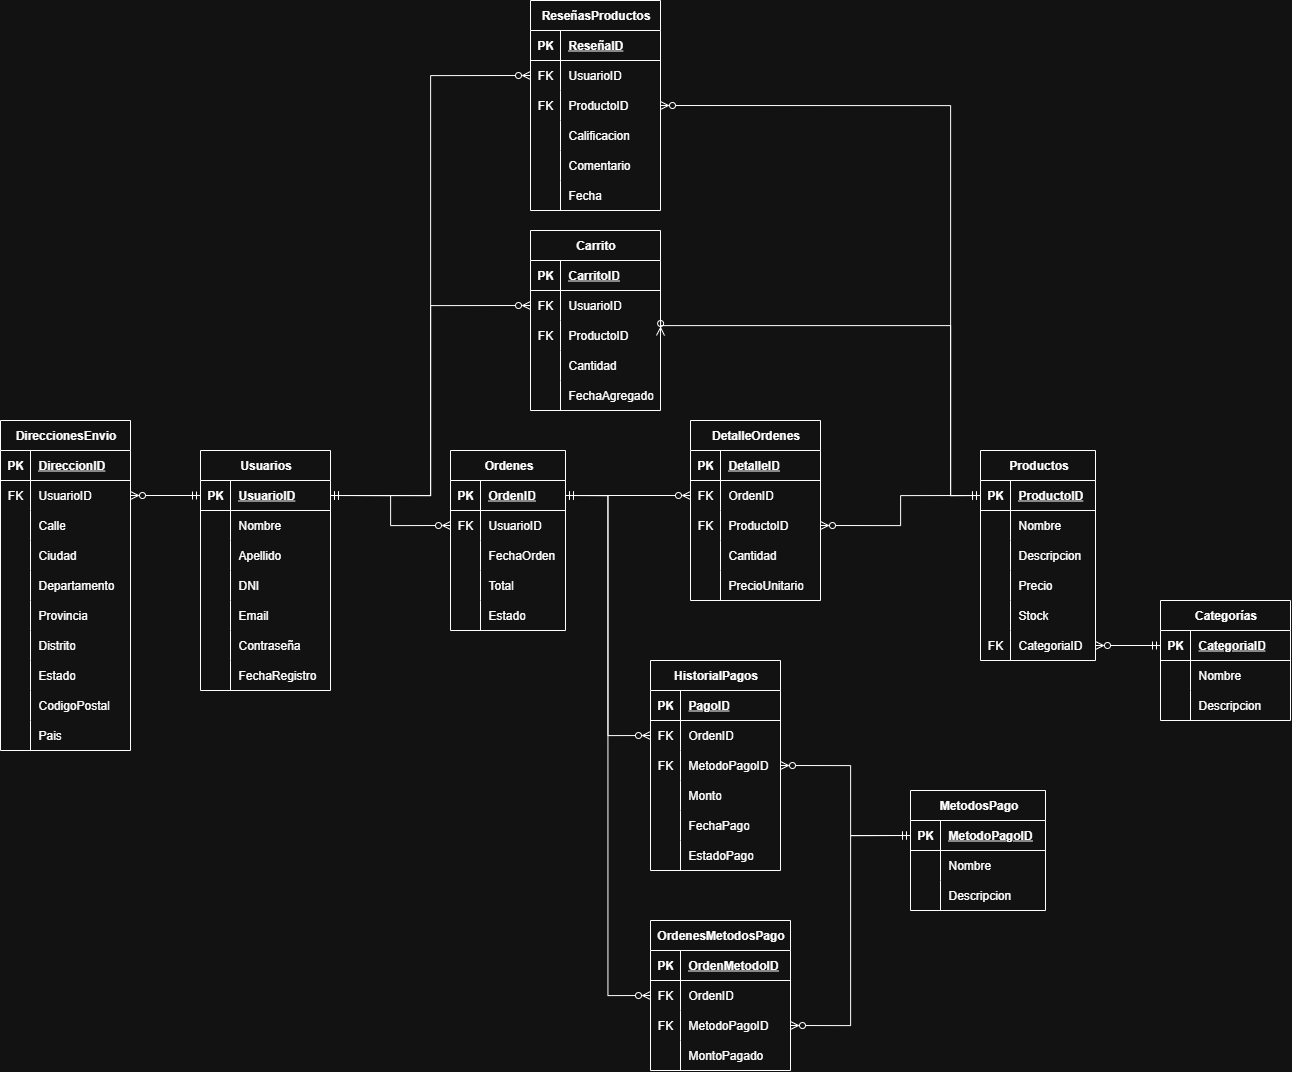 ReseñasProductos
PK ReseñaID
FK UsuarioID
FK ProductoID
Calificacion
Comentario
Fecha
Carrito
PK CarritoID
FK UsuarioID
FK ProductoID
Cantidad
FechaAgregado
DireccionesEnvio
PK DireccionID
FK UsuarioID
Calle
Ciudad
Departamento
Provincia
Distrito
Estado
CodigoPostal
Pais
Usuarios
PK UsuarioID
Nombre
Apellido
DNI
Email
Contraseña
FechaRegistro
Ordenes
PK OrdenID
FK UsuarioID
FechaOrden
Total
Estado
DetalleOrdenes
PK DetalleID
FK OrdenID
FK ProductoID
Cantidad
PrecioUnitario
Productos
PK ProductoID
Nombre
Descripcion
Precio
Stock
FK CategoriaID
Categorías
PK CategoriaID
Nombre
Descripcion
HistorialPagos
PK PagoID
FK OrdenID
FK MetodoPagoID
Monto
FechaPago
EstadoPago
MetodosPago
PK MetodoPagoID
Nombre
Descripcion
OrdenesMetodosPago
PK OrdenMetodoID
FK OrdenID
FK MetodoPagoID
MontoPagado